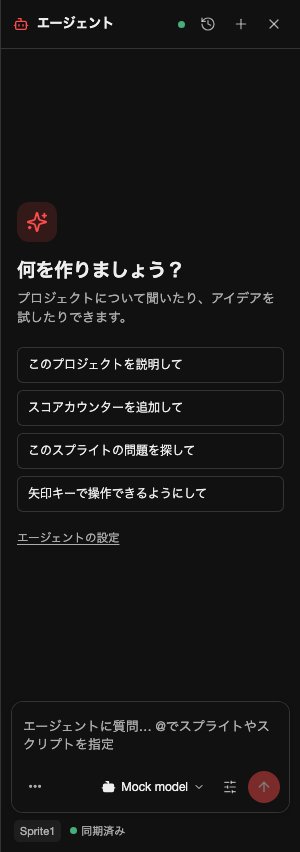 エージェント
何を作りましょう？
プロジェクトについて聞いたり、アイデアを
試したりできます。
このプロジェクトを説明して
スコアカウンターを追加して
このスプライトの問題を探して
矢印キーで操作できるようにして
エージェントの設定
エージェントに質問... @でスプライトやス
クリプトを指定
Mock model
Sprite1
同期済み